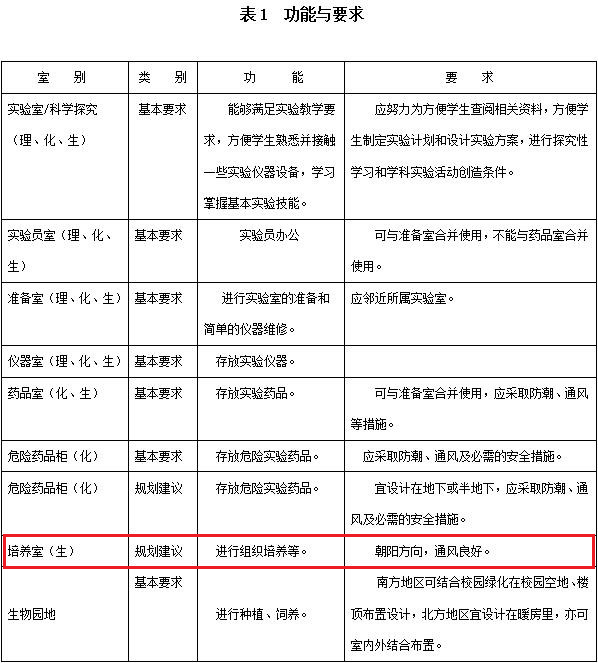 表1 功能与要求
室 别 类 别 功 能 要 求
实验室/科学探究 基本要求 能够满足实验教学要 应努力为方便学生查阅相关资料，方便学
（理、化、生） 求，方便学生熟悉并接触 生制定实验计划和设计实验方案，进行探究性
一些实验仪器设备，学习 学习和学科实验活动创造条件。
掌握基本实验技能。
实验员室（理、化、 基本要求 实验员办公 可与准备室合并使用，不能与药品室合并
生） 使用。
准备室（理、化、生） 基本要求 进行实验室的准备和 应邻近所属实验室。
简单的仪器维修。
仪器室（理、化、生） 基本要求 存放实验仪器。
药品室（化、生） 基本要求 存放实验药品。 可与准备室合并使用，应采取防潮、通风
等措施。
危险药品柜（化） 基本要求 存放危险实验药品。 应采取防潮、通风及必需的安全措施。
危险药品柜（化） 规划建议 存放危险实验药品。 宜设计在地下或半地下，应采取防潮、通
风及必需的安全措施。
培养室（生） 规划建议 进行组织培养等。 朝阳方向，通风良好。
基本要求 南方地区可结合校园绿化在校园空地、楼
生物园地 进行种植、饲养。 顶布置设计，北方地区宜设计在暖房里，亦可
室内外结合布置。